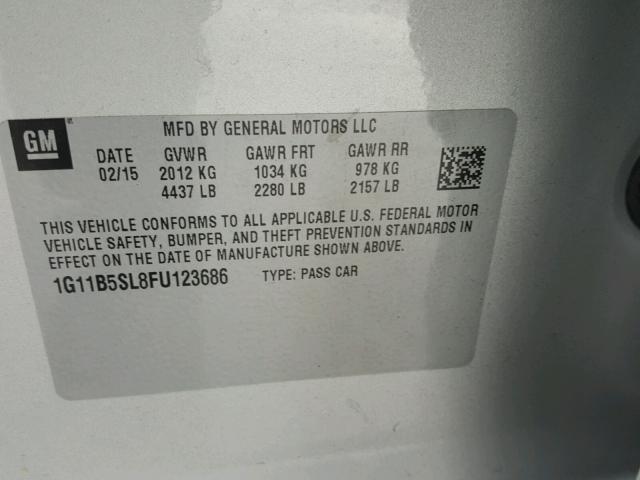 GM
MFD BY GENERAL MOTORS LLC
DATE GVWR GAWR FRT GAWR RR
02/15 2012 KG 1034 KG 978 KG
4437 LB 2280 LB 2157 LB
THIS VEHICLE CONFORMS TO ALL APPLICABLE U.S. FEDERAL MOTOR
VEHICLE SAFETY, BUMPER, AND THEFT PREVENTION STANDARDS IN
EFFECT ON THE DATE OF MANUFACTURE SHOWN ABOVE.
1G11B5SL8FU123686 TYPE: PASS CAR